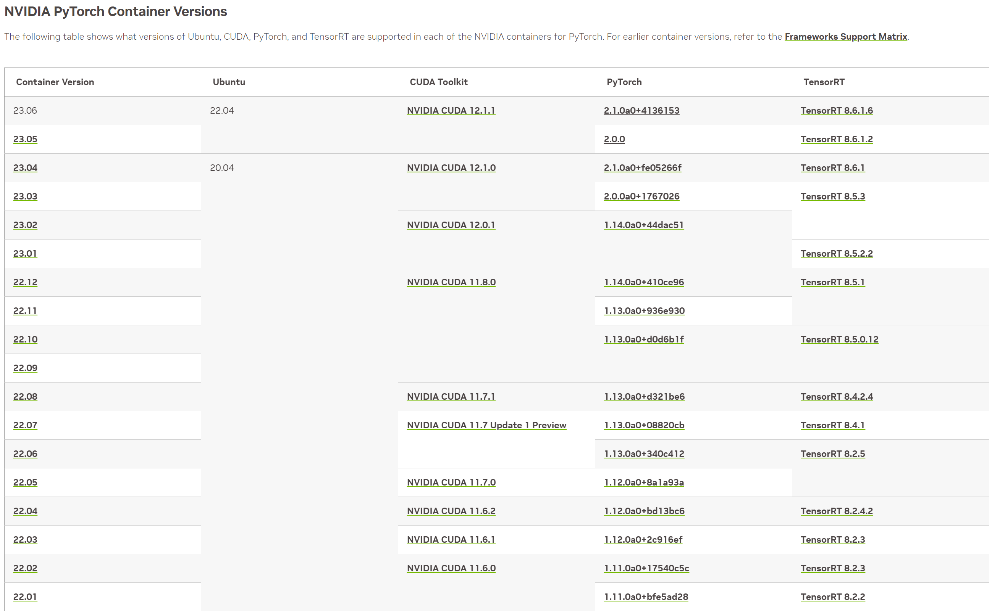 NVIDIA PyTorch Container Versions
The following table shows what versions of Ubuntu, CUDA, PyTorch, and TensorRT are supported in each of the NVIDIA containers for PyTorch. For earlier container versions, refer to the Frameworks Support Matrix.
Container Version Ubuntu CUDA Toolkit PyTorch TensorRT
23.06 22.04 NVIDIA CUDA 12.1.1 2.1.0a0+4136153 TensorRT 8.6.1.6
23.05 2.0.0 TensorRT 8.6.1.2
23.04 20.04 NVIDIA CUDA 12.1.0 2.1.0a0+fe05266f TensorRT 8.6.1
23.03 2.0.0a0+1767026 TensorRT 8.5.3
23.02 NVIDIA CUDA 12.0.1 1.14.0a0+44dac51
23.01 TensorRT 8.5.2.2
22.12 NVIDIA CUDA 11.8.0 1.14.0a0+410ce96 TensorRT 8.5.1
22.11 1.13.0a0+936e930
22.10 1.13.0a0+d0d6b1f TensorRT 8.5.0.12
22.09
22.08 NVIDIA CUDA 11.7.1 1.13.0a0+d321be6 TensorRT 8.4.2.4
22.07 NVIDIA CUDA 11.7 Update 1 Preview 1.13.0a0+08820cb TensorRT 8.4.1
22.06 1.13.0a0+340c412 TensorRT 8.2.5
22.05 NVIDIA CUDA 11.7.0 1.12.0a0+8a1a93a
22.04 NVIDIA CUDA 11.6.2 1.12.0a0+bd13bc6 TensorRT 8.2.4.2
22.03 NVIDIA CUDA 11.6.1 1.12.0a0+2c916ef TensorRT 8.2.3
22.02 NVIDIA CUDA 11.6.0 1.11.0a0+17540c5c TensorRT 8.2.3
22.01 1.11.0a0+bfe5ad28 TensorRT 8.2.2